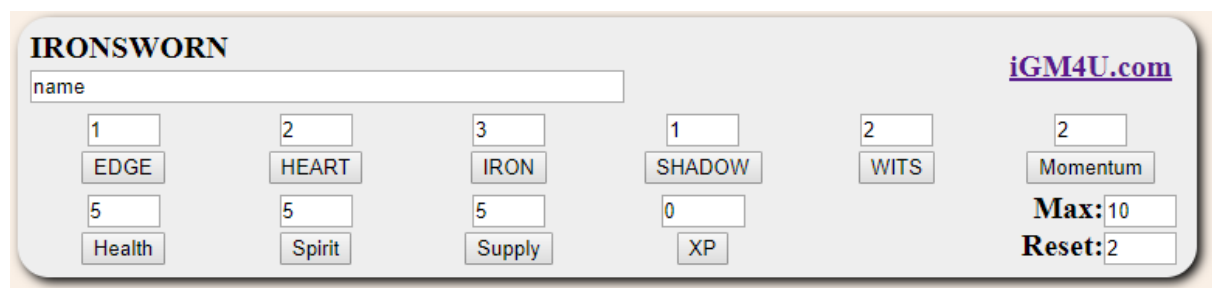 IRONSWORN
iGM4U.com
name
1 2 3 1 2 2
EDGE HEART IRON SHADOW WITS Momentum
5 5 5 0 Max: 10
Health Spirit Supply XP Reset: 2